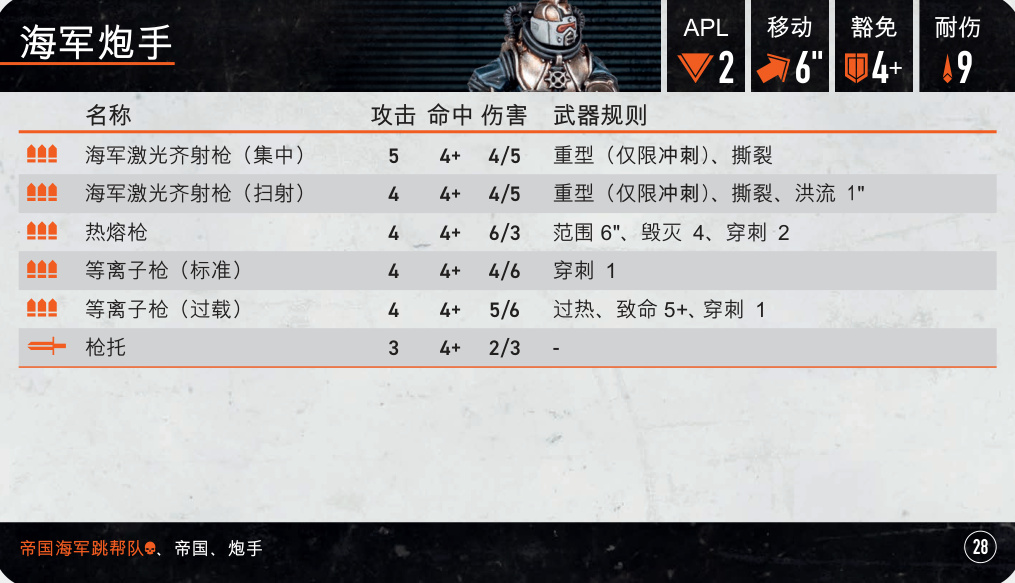 海军炮手
APL 移动 豁免 耐伤
2 6" 4+ 9
名称 攻击 命中 伤害 武器规则
海军激光齐射枪（集中） 5 4+ 4/5 重型（仅限冲刺）、撕裂
海军激光齐射枪（扫射） 4 4+ 4/5 重型（仅限冲刺）、撕裂、洪流 1"
热熔枪 4 4+ 6/3 范围 6"、毁灭 4、穿刺 2
等离子枪（标准） 4 4+ 4/6 穿刺 1
等离子枪（过载） 4 4+ 5/6 过热、致命 5+、穿刺 1
枪托 3 4+ 2/3 -
帝国海军跳帮队、帝国、炮手
28